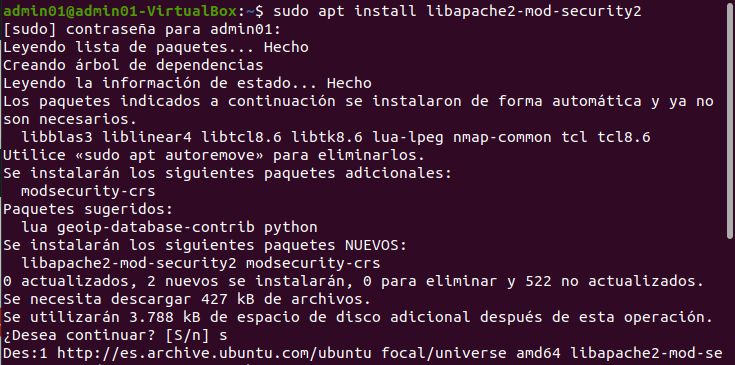 admin01@admin01-VirtualBox:~$ sudo apt install libapache2-mod-security2
[sudo] contraseña para admin01:
Leyendo lista de paquetes... Hecho
Creando árbol de dependencias
Leyendo la información de estado... Hecho
Los paquetes indicados a continuación se instalaron de forma automática y ya no
son necesarios.
  libblas3 liblinear4 libtcl8.6 libtk8.6 lua-lpeg nmap-common tcl tcl8.6
Utilice «sudo apt autoremove» para eliminarlos.
Se instalarán los siguientes paquetes adicionales:
  modsecurity-crs
Paquetes sugeridos:
  lua geoip-database-contrib python
Se instalarán los siguientes paquetes NUEVOS:
  libapache2-mod-security2 modsecurity-crs
0 actualizados, 2 nuevos se instalarán, 0 para eliminar y 522 no actualizados.
Se necesita descargar 427 kB de archivos.
Se utilizarán 3.788 kB de espacio de disco adicional después de esta operación.
¿Desea continuar? [S/n] s
Des:1 http://es.archive.ubuntu.com/ubuntu focal/universe amd64 libapache2-mod-se